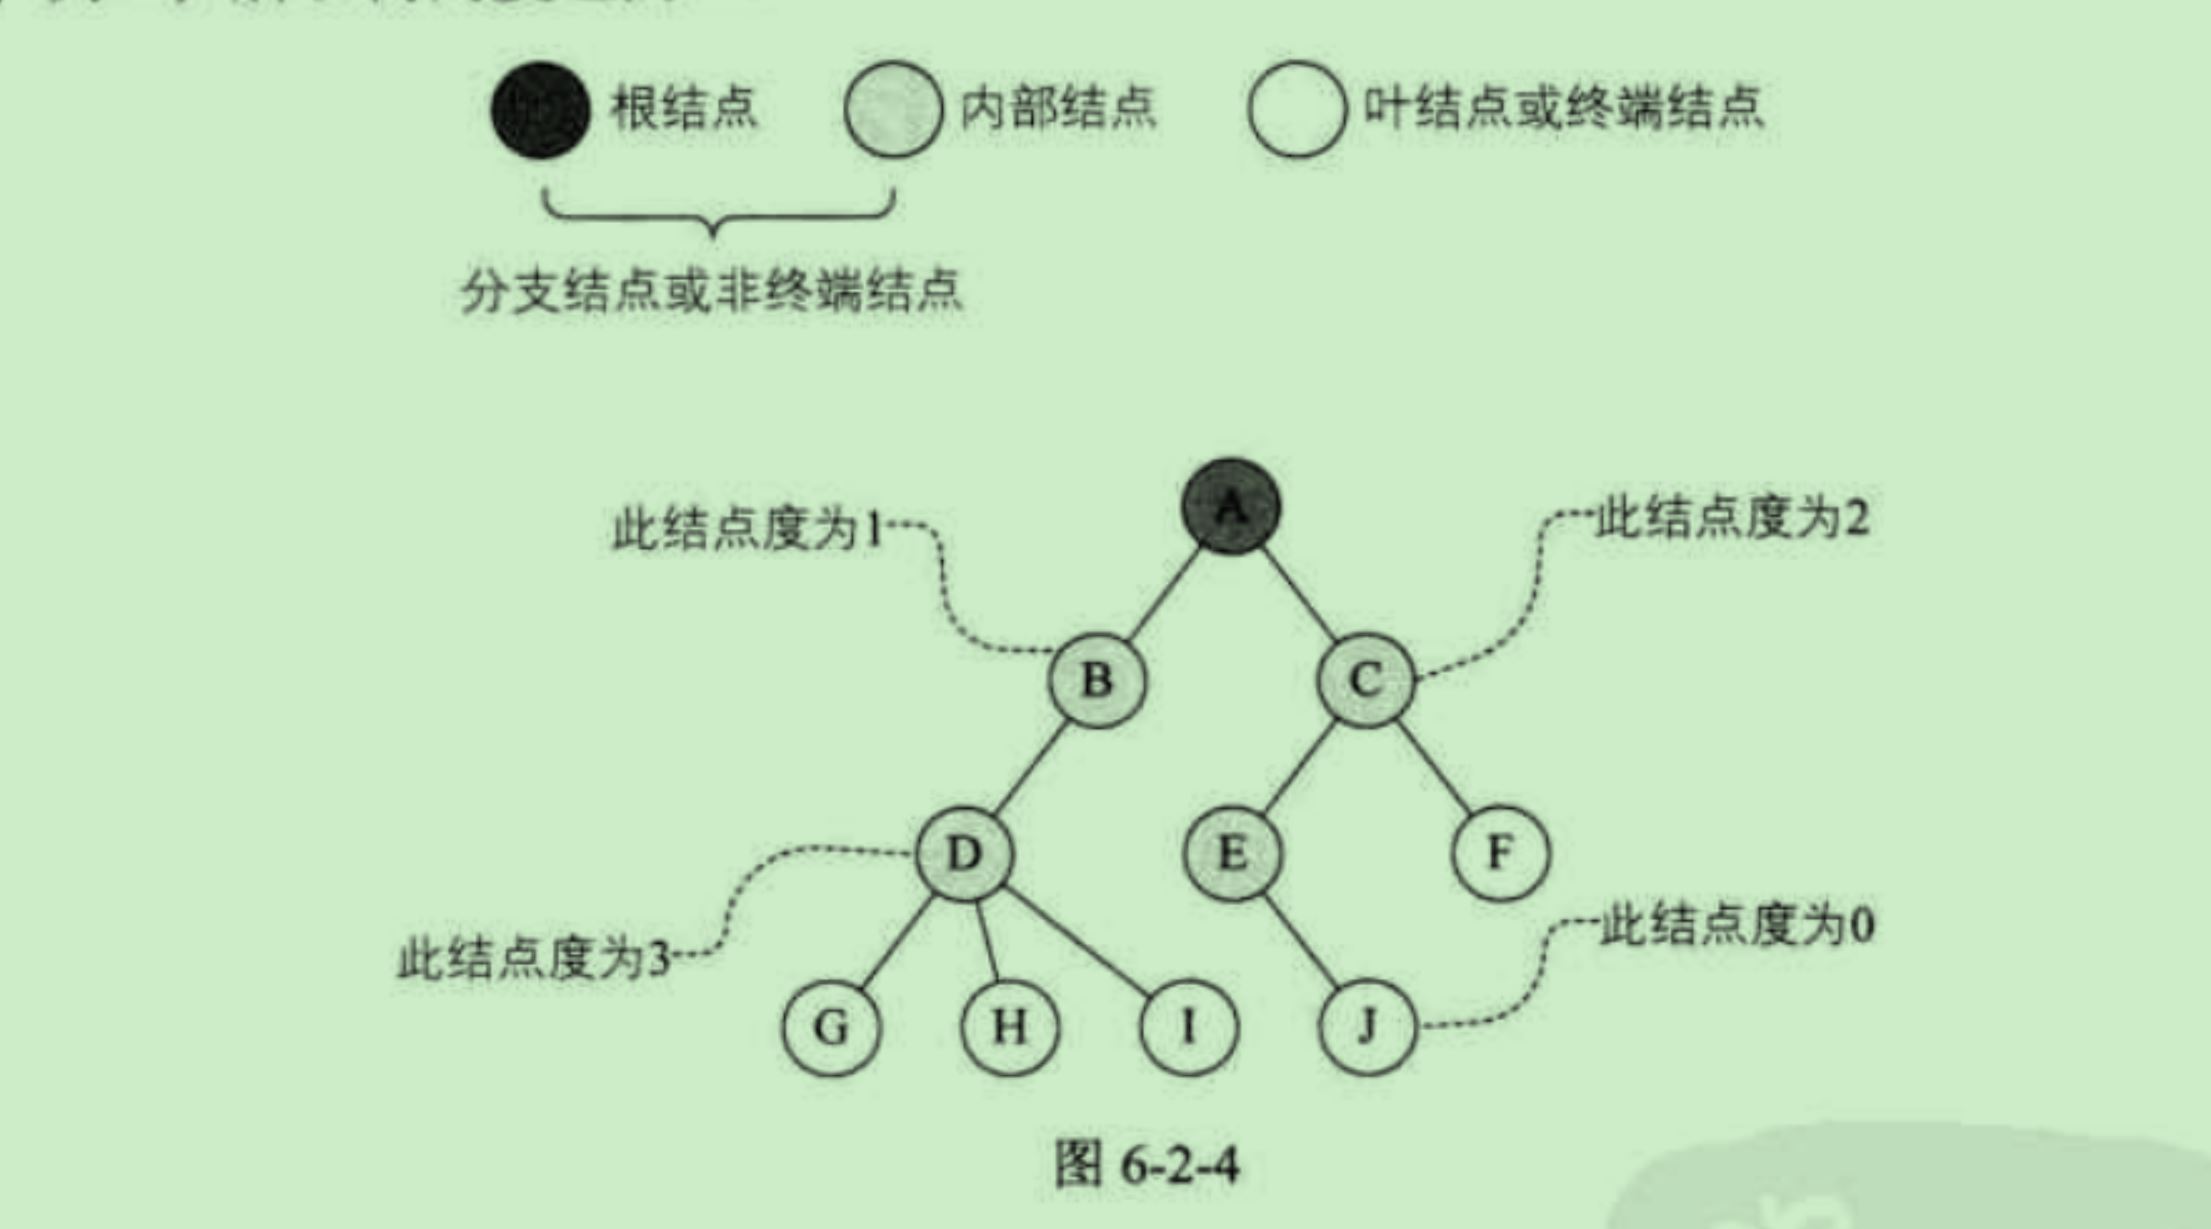 根结点 内部结点 叶结点或终端结点
分支结点或非终端结点
A
此结点度为1 此结点度为2
B C
D E F
此结点度为3 此结点度为0
G H I J
图 6-2-4